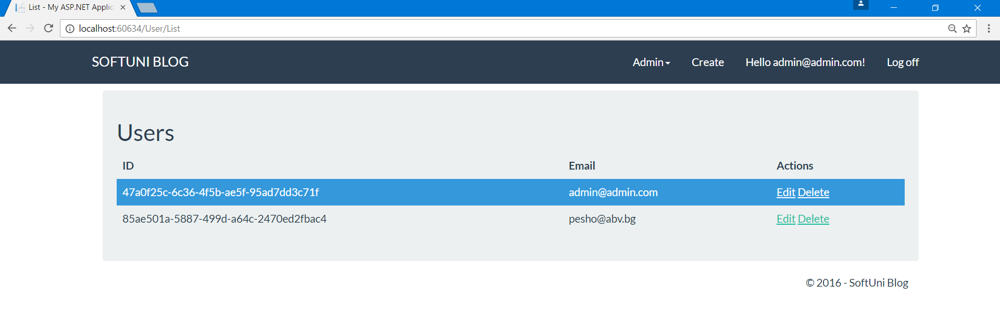 List - My ASP.NET Applic
localhost:60634/User/List
SOFTUNI BLOG Admin Create Hello admin@admin.com! Log off
Users
ID Email Actions
47a0f25c-6c36-4f5b-ae5f-95ad7dd3c71f admin@admin.com Edit Delete
85ae501a-5887-499d-a64c-2470ed2fbac4 pesho@abv.bg Edit Delete
© 2016 - SoftUni Blog